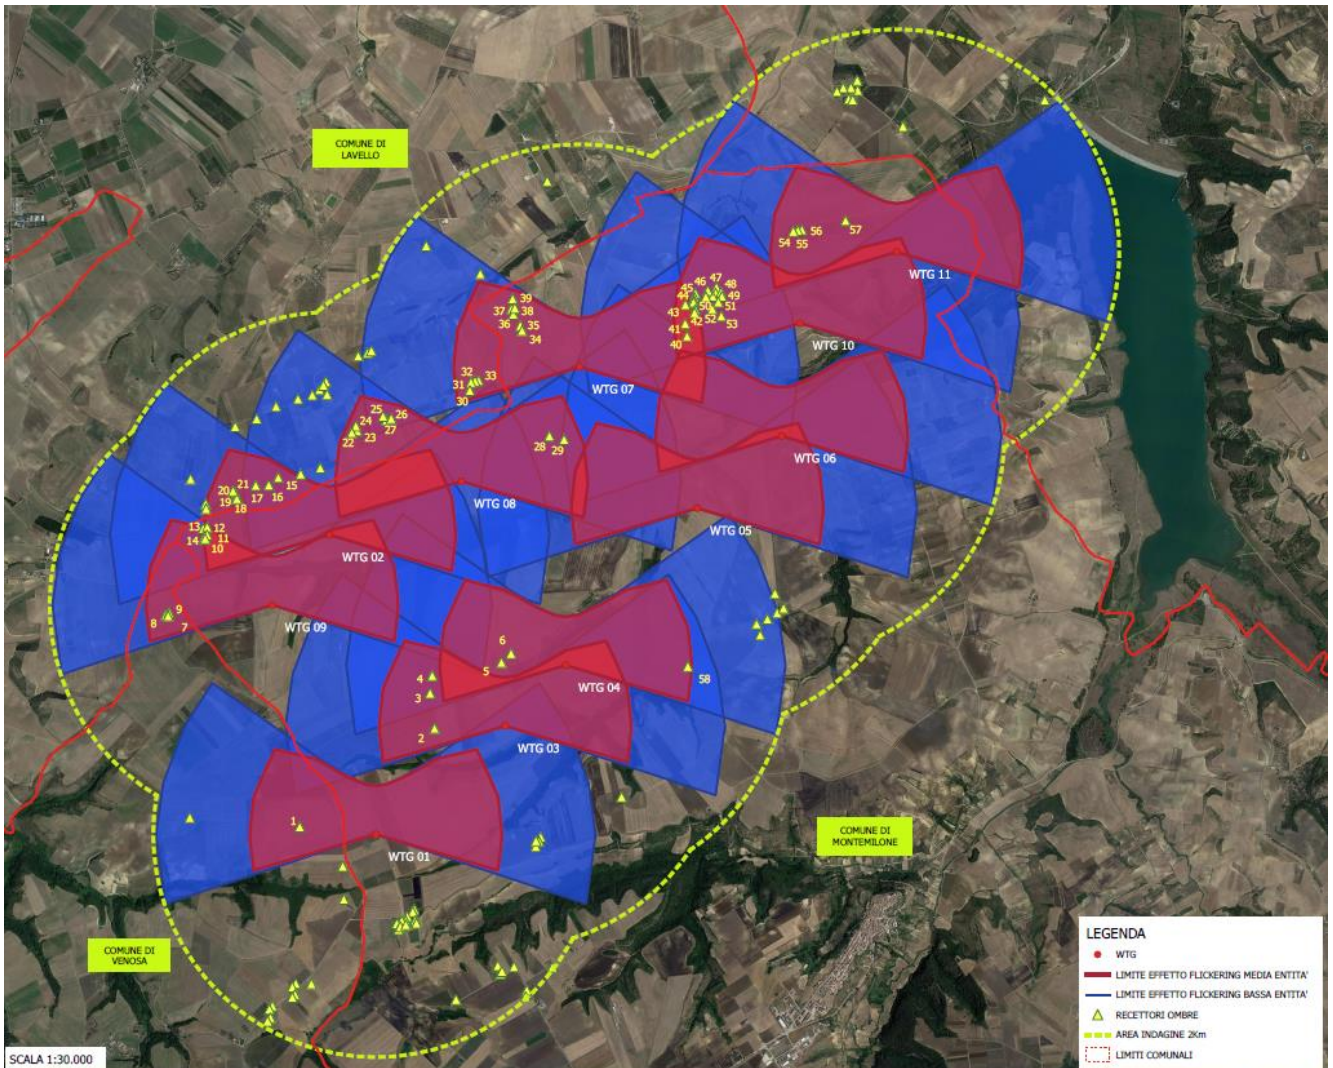 COMUNE DI
LAVELLO
54
55
56
57
WTG 11
45
46
47
48
44
49
50
43
51
42
52
53
41
40
WTG 10
39
37
38
36
35
34
32
31
33
30
WTG 07
25
26
24
27
22
23
28
29
WTG 06
21
20
17
16
15
19
18
WTG 08
WTG 05
13
12
14
11
10
WTG 02
9
8
7
WTG 09
6
5
4
3
58
WTG 04
2
WTG 03
1
WTG 01
COMUNE DI
MONTEMILONE
COMUNE DI
VENOSA
LEGENDA
WTG
LIMITE EFFETTO FLICKERING MEDIA ENTITA'
LIMITE EFFETTO FLICKERING BASSA ENTITA'
RECETTORI OMBRE
AREA INDAGINE 2Km
LIMITI COMUNALI
SCALA 1:30.000